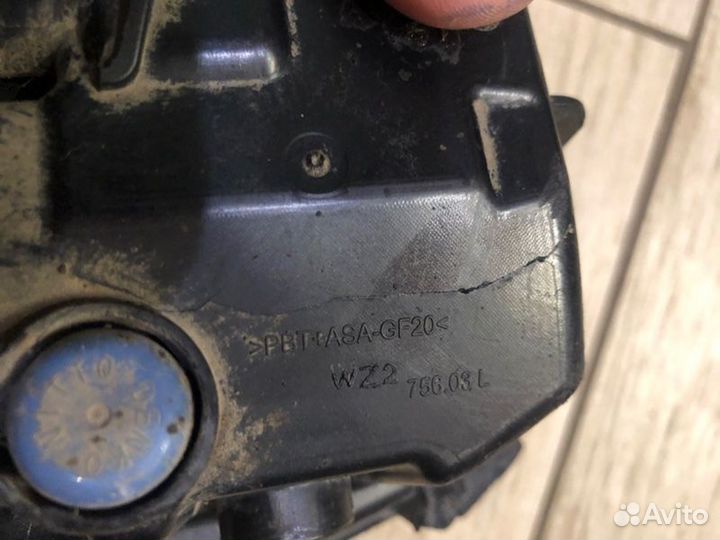 >PBT+ASA-GF20<
WZ2 756.03 L
Avito